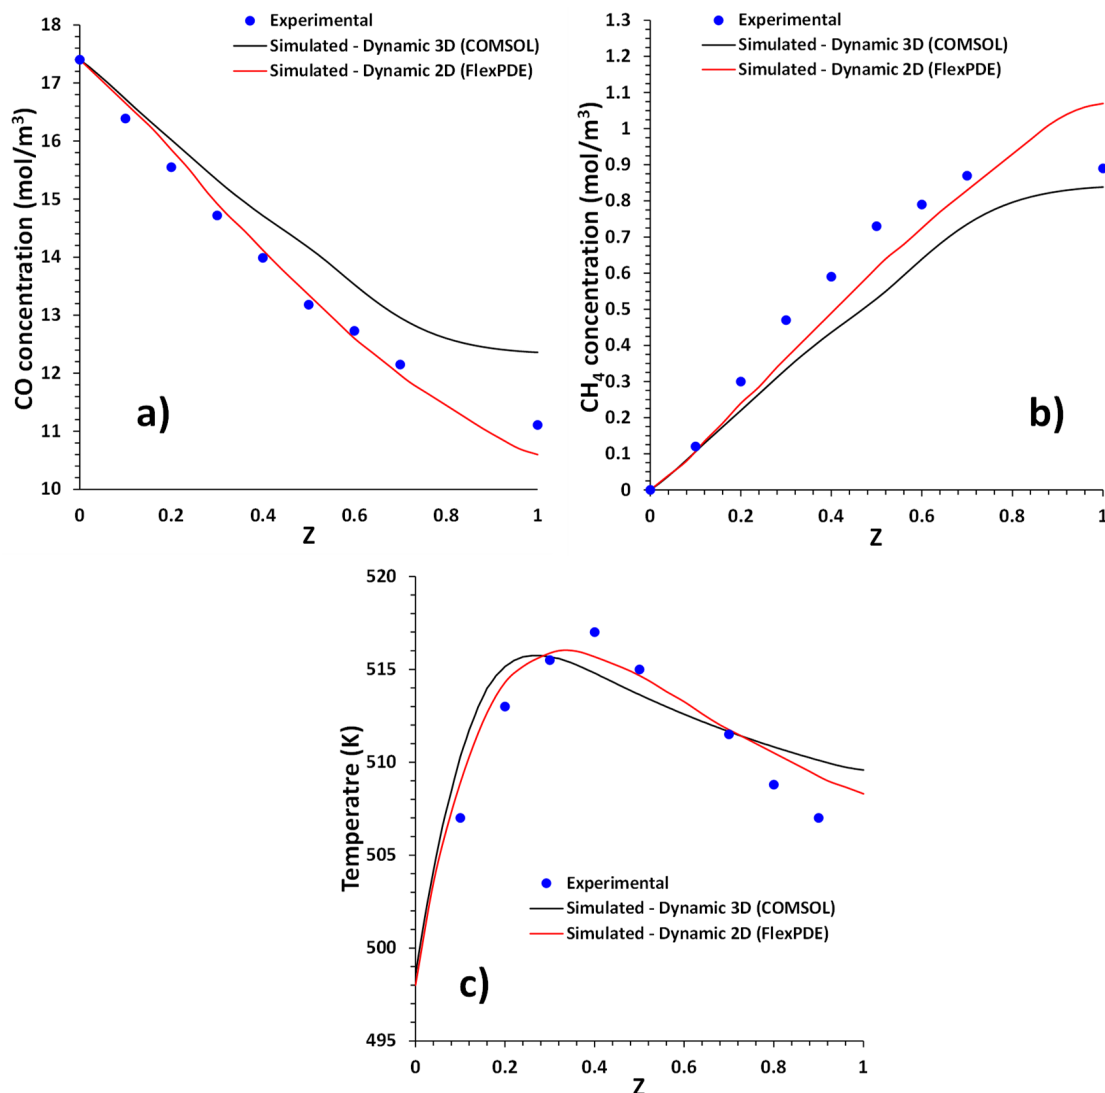 Experimental
Simulated - Dynamic 3D (COMSOL)
Simulated - Dynamic 2D (FlexPDE)
CO concentration (mol/m³)
18
17
16
15
14
13
12
11
10
a)
0
0.2
0.4
0.6
0.8
1
Z
Experimental
Simulated - Dynamic 3D (COMSOL)
Simulated - Dynamic 2D (FlexPDE)
CH₄ concentration (mol/m³)
1.3
1.2
1.1
1
0.9
0.8
0.7
0.6
0.5
0.4
0.3
0.2
0.1
0
b)
0
0.2
0.4
0.6
0.8
1
Z
Temperatre (K)
520
515
510
505
500
495
Experimental
Simulated - Dynamic 3D (COMSOL)
Simulated - Dynamic 2D (FlexPDE)
c)
0
0.2
0.4
0.6
0.8
1
Z